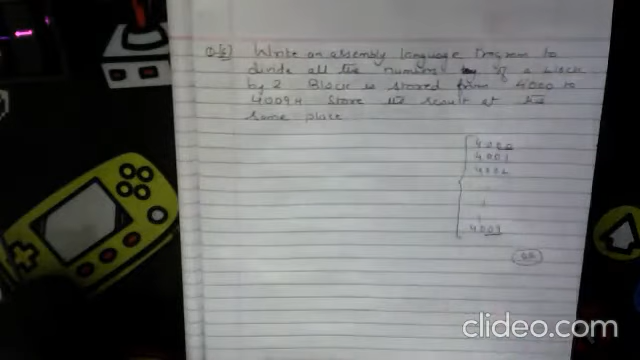 Q-5) Write an assembly language Program to
divide all the numbers in a block
by 2 Block is stored from 4000 to
4009H Store the result at the
same place
4000
4001
4002
4009
clideo.com